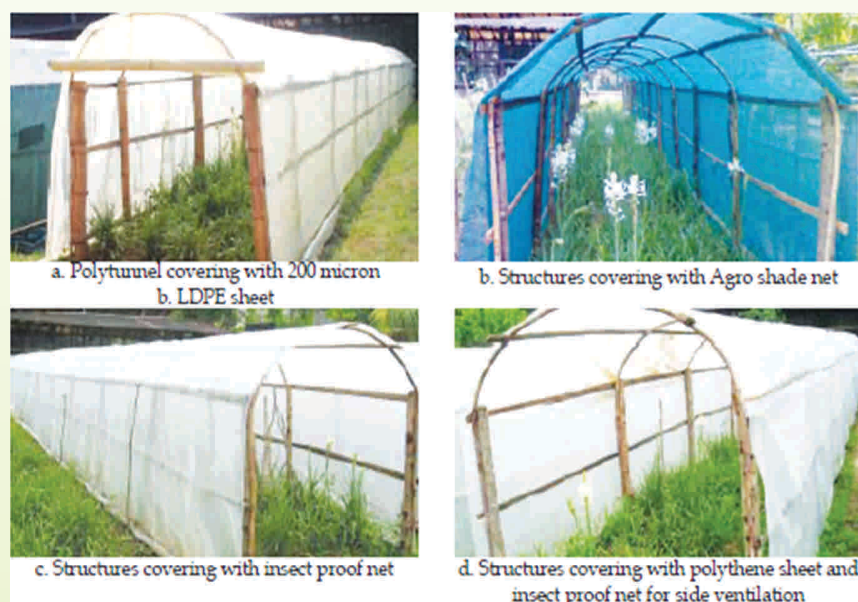 a. Polytunnel covering with 200 micron
b. LDPE sheet
b. Structures covering with Agro shade net
c. Structures covering with insect proof net
d. Structures covering with polythene sheet and
insect proof net for side ventilation